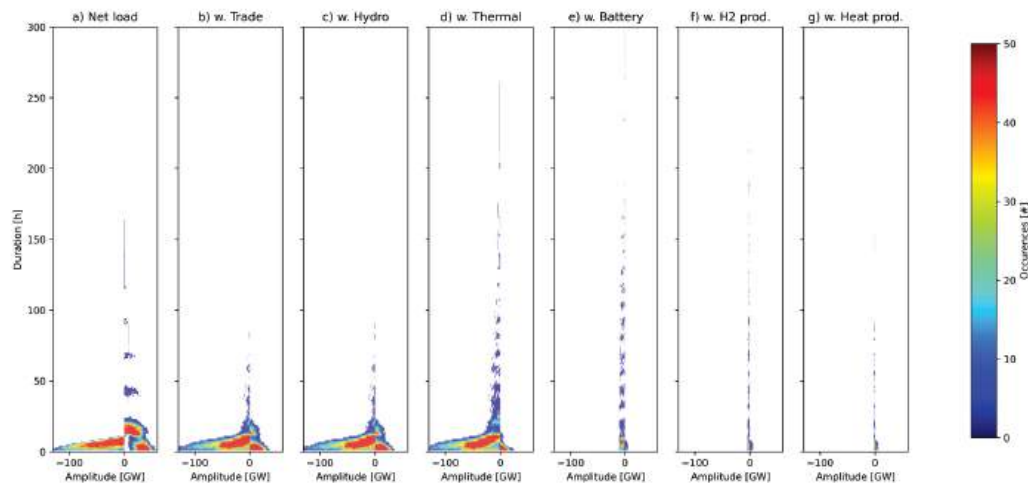 a) Net load
b) w. Trade
c) w. Hydro
d) w. Thermal
e) w. Battery
f) w. H2 prod.
g) w. Heat prod.
300
250
200
150
100
50
0
Duration [h]
−100 0
−100 0
−100 0
−100 0
−100 0
−100 0
−100 0
Amplitude [GW]
Amplitude [GW]
Amplitude [GW]
Amplitude [GW]
Amplitude [GW]
Amplitude [GW]
Amplitude [GW]
50
40
30
20
10
0
Occurences [#]